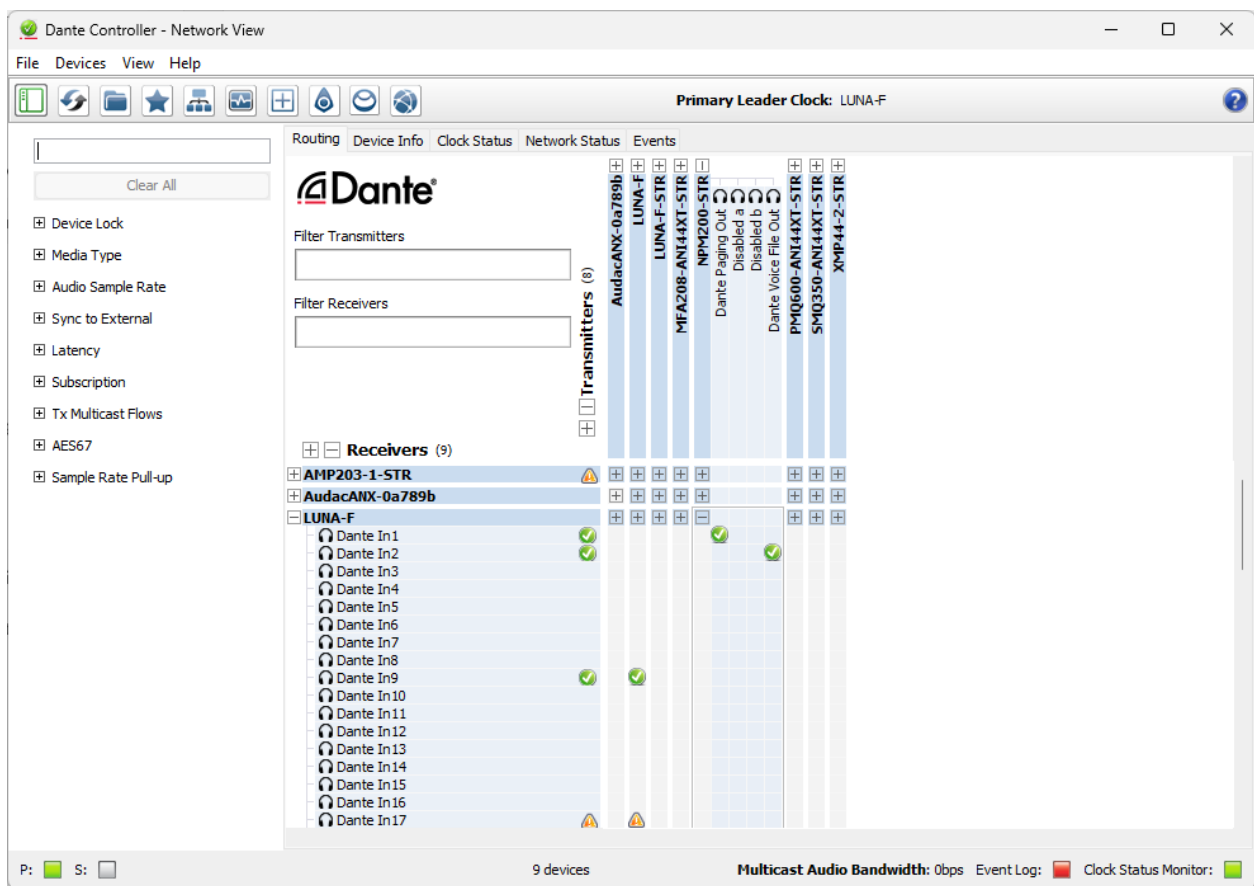 Dante Controller - Network View
File Devices View Help
Primary Leader Clock: LUNA-F
Clear All
Device Lock
Media Type
Audio Sample Rate
Sync to External
Latency
Subscription
Tx Multicast Flows
AES67
Sample Rate Pull-up
Routing Device Info Clock Status Network Status Events
Dante®
Filter Transmitters
Filter Receivers
Transmitters (8)
AudacANX-0a789b
LUNA-F
LUNA-F-STR
MFA208-ANI44XT-STR
NPM200-STR
Dante Paging Out
Disabled a
Disabled b
Dante Voice File Out
PMQ600-ANI44XT-STR
SMQ350-ANI44XT-STR
XMP44-2-STR
Receivers (9)
AMP203-1-STR
AudacANX-0a789b
LUNA-F
Dante In1
Dante In2
Dante In3
Dante In4
Dante In5
Dante In6
Dante In7
Dante In8
Dante In9
Dante In10
Dante In11
Dante In12
Dante In13
Dante In14
Dante In15
Dante In16
Dante In17
P: S: 9 devices Multicast Audio Bandwidth: 0bps Event Log: Clock Status Monitor: